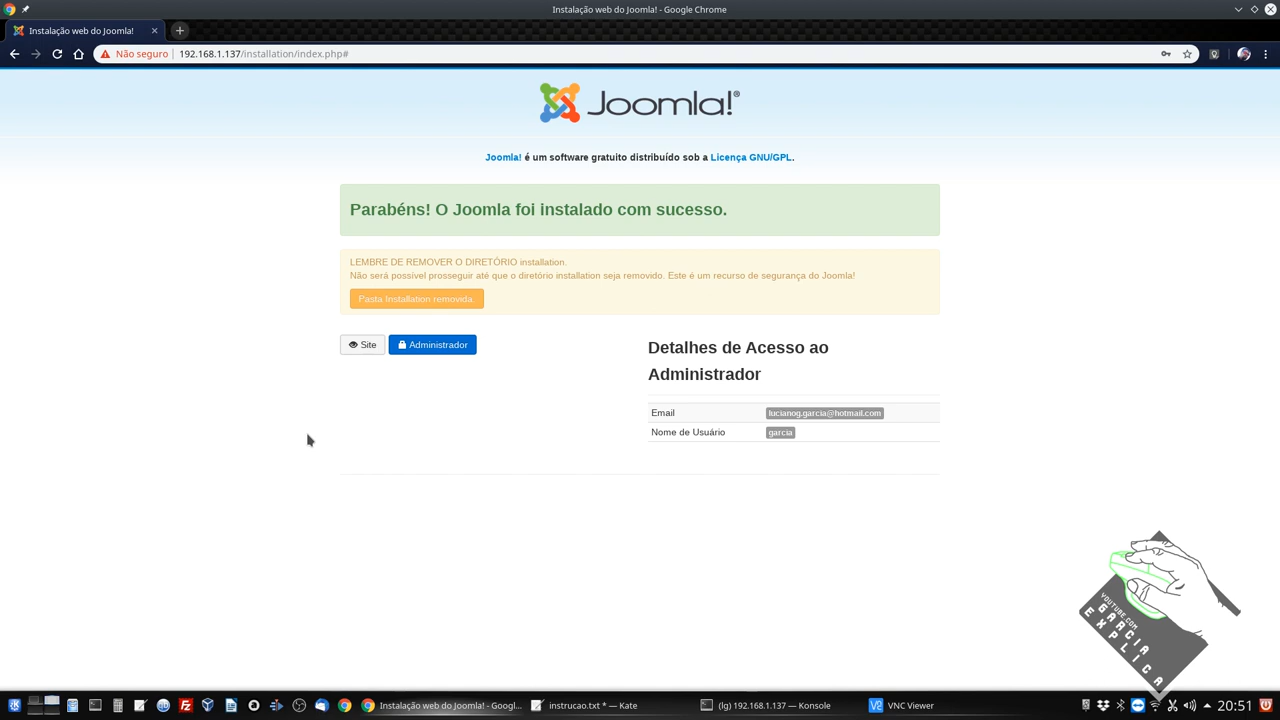 Instalação web do Joomla! - Google Chrome
Instalação web do Joomla!
Não seguro 192.168.1.137/installation/index.php#
Joomla!®
Joomla! é um software gratuito distribuído sob a Licença GNU/GPL.
Parabéns! O Joomla foi instalado com sucesso.
LEMBRE DE REMOVER O DIRETÓRIO installation.
Não será possível prosseguir até que o diretório installation seja removido. Este é um recurso de segurança do Joomla!
Pasta Installation removida.
Site Administrador
Detalhes de Acesso ao
Administrador
Email lucianog.garcia@hotmail.com
Nome de Usuário garcia
YOUTUBE.COM
GARCIA
EXPLICA
Instalação web do Joomla! - Googl... instrucao.txt * — Kate (lg) 192.168.1.137 — Konsole VNC Viewer 20:51